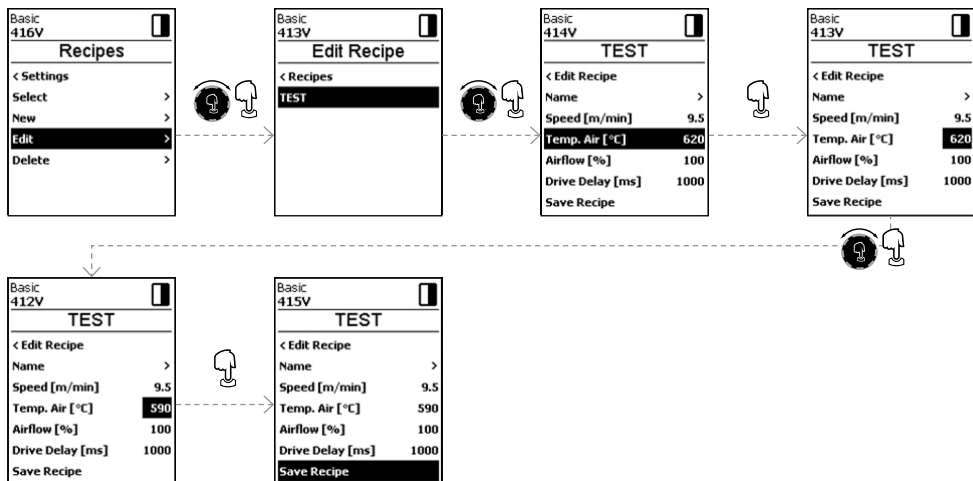 Basic
416V
Recipes
< Settings
Select >
New >
Edit >
Delete >
Basic
413V
Edit Recipe
< Recipes
TEST
Basic
414V
TEST
< Edit Recipe
Name >
Speed [m/min] 9.5
Temp. Air [°C] 620
Airflow [%] 100
Drive Delay [ms] 1000
Save Recipe
Basic
413V
TEST
< Edit Recipe
Name >
Speed [m/min] 9.5
Temp. Air [°C] 620
Airflow [%] 100
Drive Delay [ms] 1000
Save Recipe
Basic
412V
TEST
< Edit Recipe
Name >
Speed [m/min] 9.5
Temp. Air [°C] 590
Airflow [%] 100
Drive Delay [ms] 1000
Save Recipe
Basic
415V
TEST
< Edit Recipe
Name >
Speed [m/min] 9.5
Temp. Air [°C] 590
Airflow [%] 100
Drive Delay [ms] 1000
Save Recipe